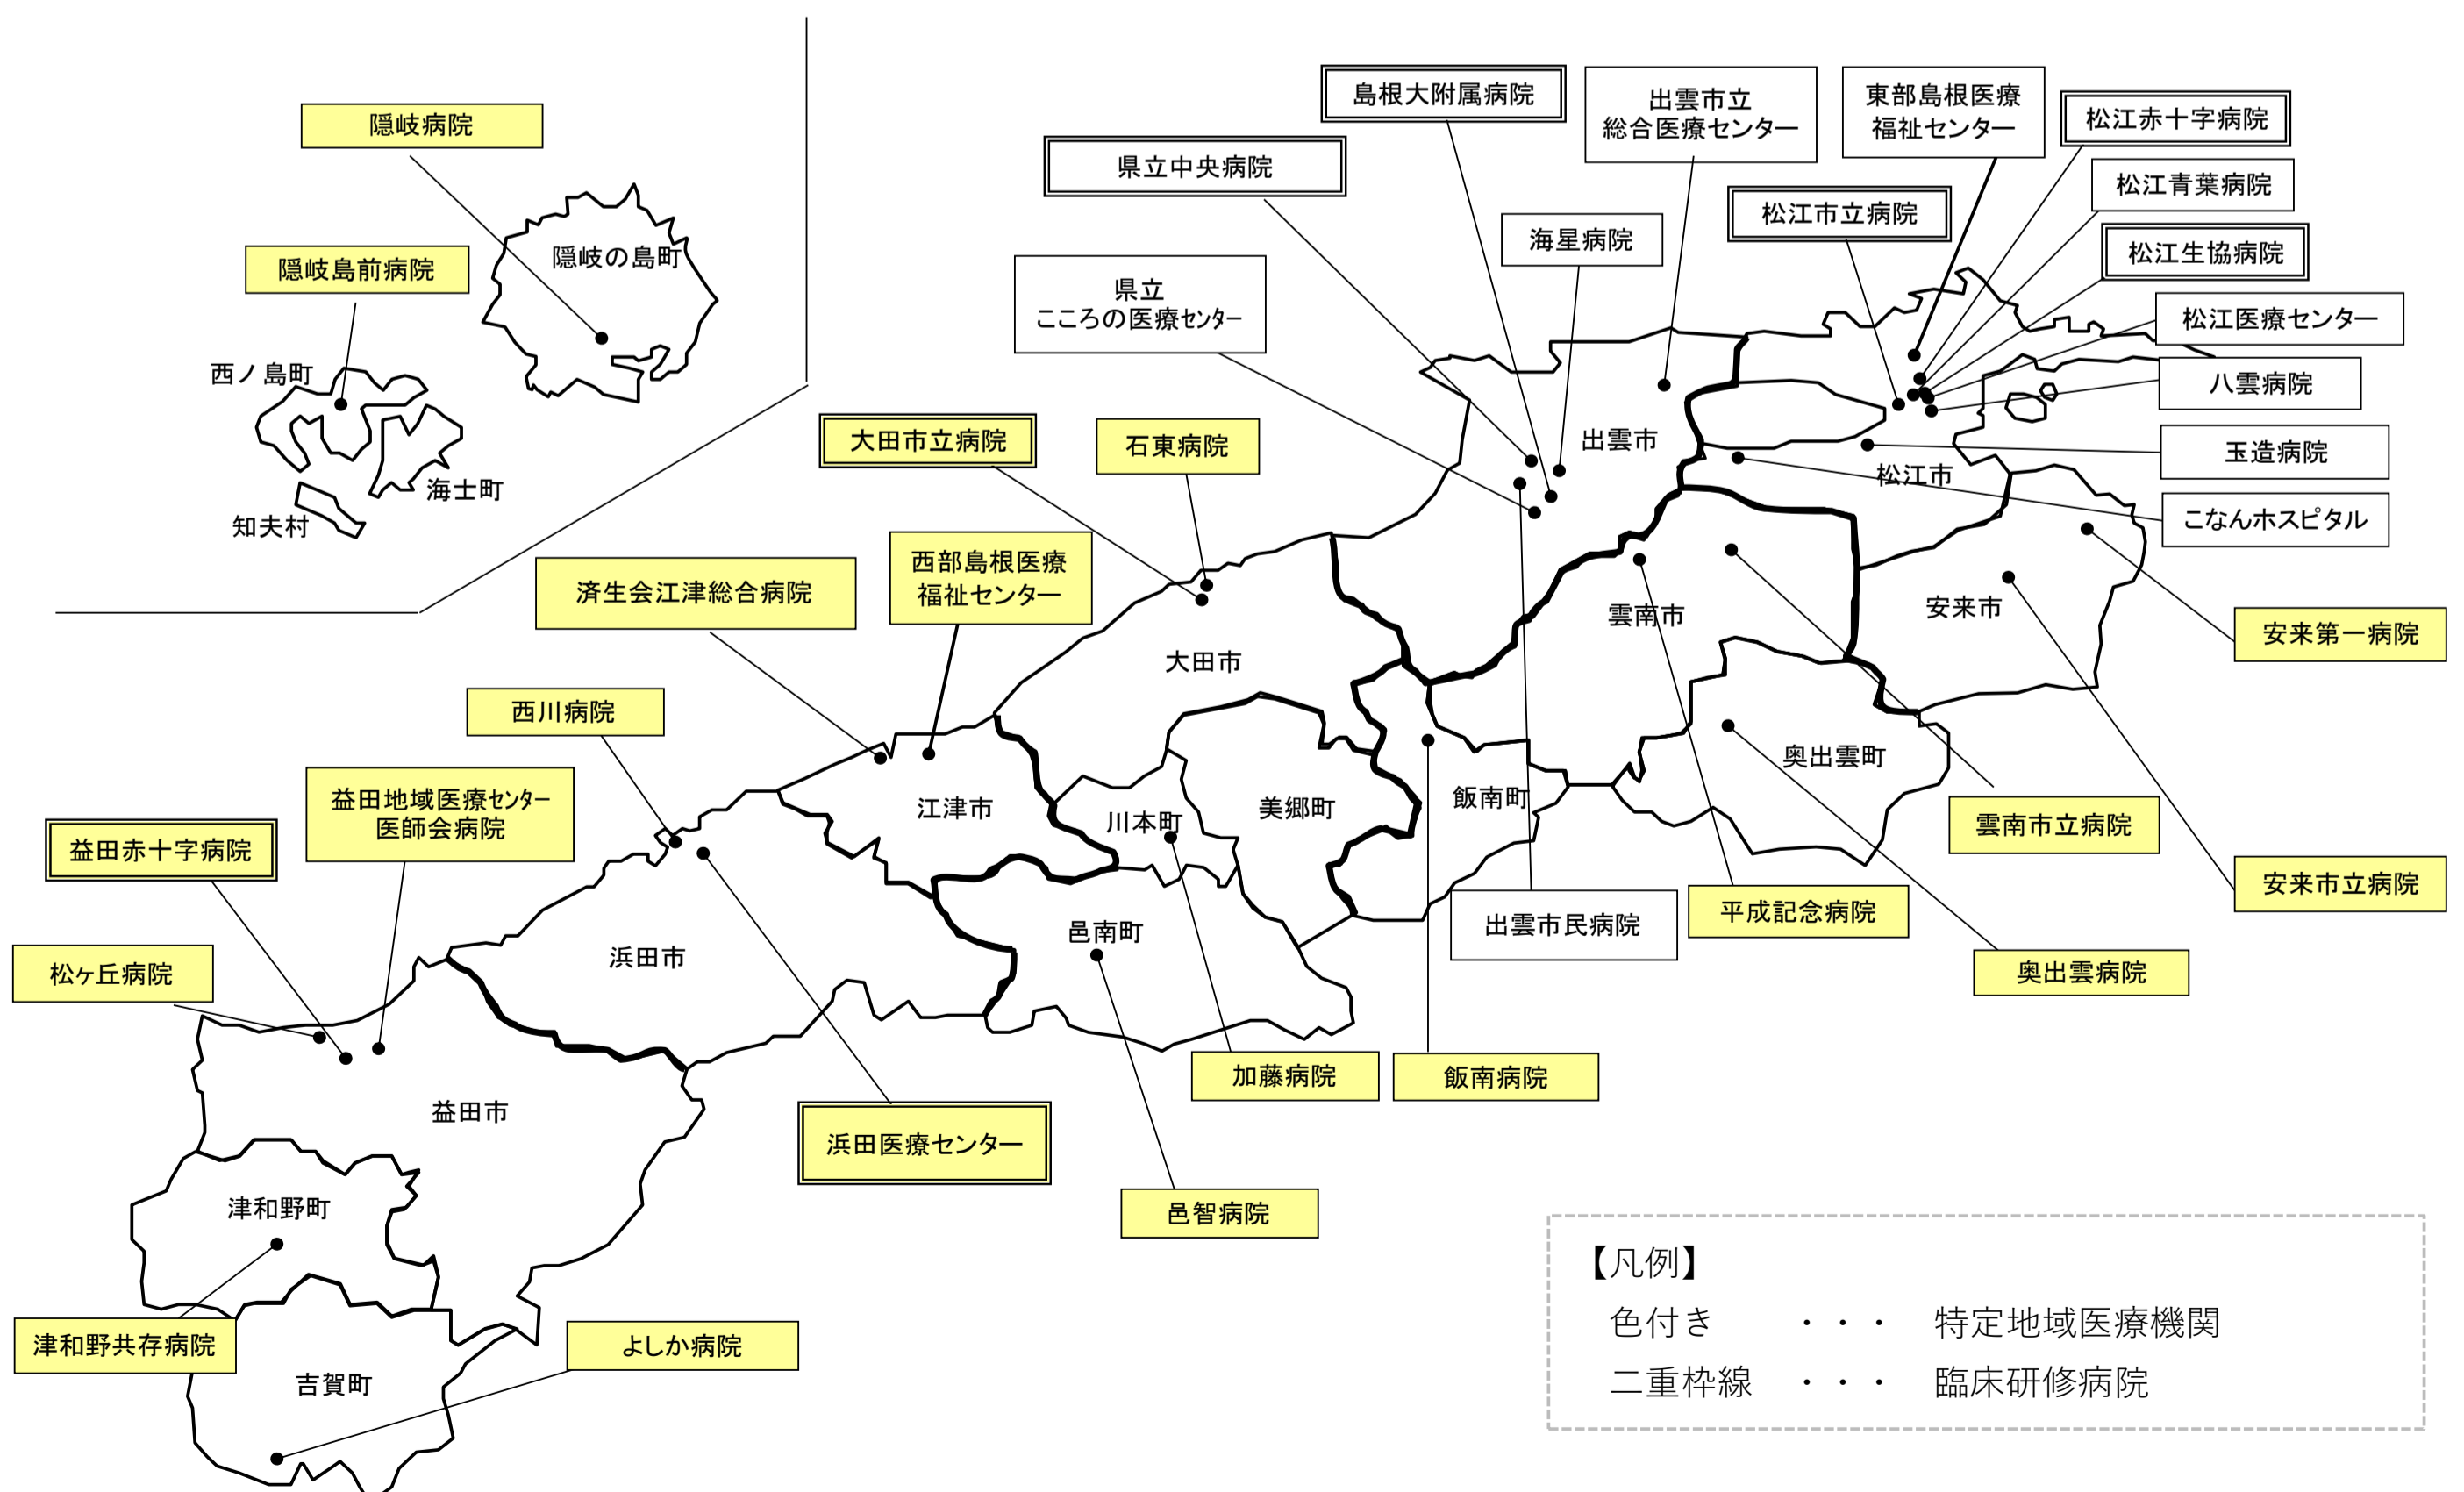 隠岐病院
隠岐の島町
隠岐島前病院
西ノ島町
海士町
知夫村
島根大附属病院
県立中央病院
出雲市立
総合医療センター
東部島根医療
福祉センター
松江赤十字病院
松江青葉病院
松江市立病院
松江生協病院
海星病院
県立
こころの医療センター
松江医療センター
八雲病院
玉造病院
こなんホスピタル
大田市立病院
石東病院
出雲市
松江市
西部島根医療
福祉センター
済生会江津総合病院
大田市
雲南市
安来市
安来第一病院
西川病院
益田地域医療センター
医師会病院
益田赤十字病院
江津市
川本町
美郷町
飯南町
奥出雲町
雲南市立病院
安来市立病院
平成記念病院
出雲市民病院
奥出雲病院
松ヶ丘病院
浜田市
邑南町
加藤病院
飯南病院
益田市
浜田医療センター
邑智病院
津和野町
津和野共存病院
よしか病院
吉賀町
【凡例】
色付き ・・・ 特定地域医療機関
二重枠線 ・・・ 臨床研修病院